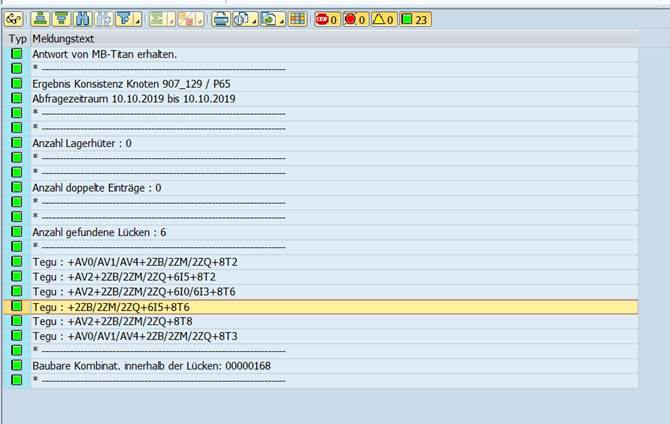 STOP 0 0 0 23
Typ Meldungstext
Antwort von MB-Titan erhalten.
* --------------------------------------------------------------------
Ergebnis Konsistenz Knoten 907_129 / P65
Abfragezeitraum 10.10.2019 bis 10.10.2019
* --------------------------------------------------------------------
* --------------------------------------------------------------------
Anzahl Lagerhüter : 0
* --------------------------------------------------------------------
* --------------------------------------------------------------------
Anzahl doppelte Einträge : 0
* --------------------------------------------------------------------
* --------------------------------------------------------------------
Anzahl gefundene Lücken : 6
* --------------------------------------------------------------------
Tegu : +AV0/AV1/AV4+2ZB/2ZM/2ZQ+8T2
Tegu : +AV2+2ZB/2ZM/2ZQ+6I5+8T2
Tegu : +AV2+2ZB/2ZM/2ZQ+6I0/6I3+8T6
Tegu : +2ZB/2ZM/2ZQ+6I5+8T6
Tegu : +AV2+2ZB/2ZM/2ZQ+8T8
Tegu : +AV0/AV1/AV4+2ZB/2ZM/2ZQ+8T3
* --------------------------------------------------------------------
Baubare Kombinat. innerhalb der Lücken: 00000168
* --------------------------------------------------------------------